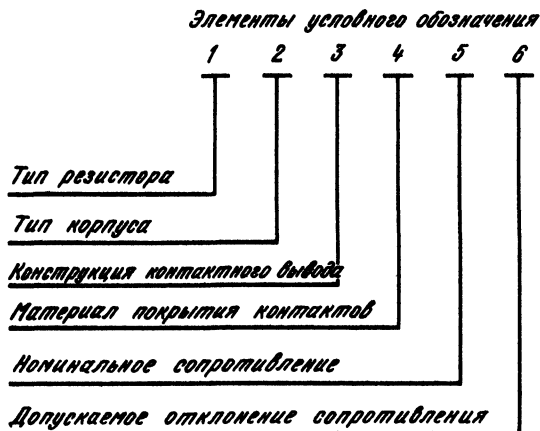 Элементы условного обозначения
1 2 3 4 5 6
Тип резистора
Тип корпуса
Конструкция контактного вывода
Материал покрытия контактов
Номинальное сопротивление
Допускаемое отклонение сопротивления